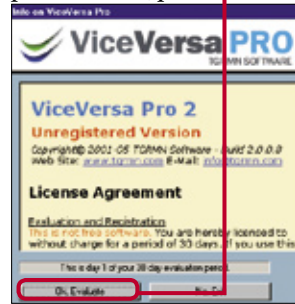 Info on ViceVersa Pro
ViceVersa PRO
TGRMN SOFTWARE
ViceVersa Pro 2
Unregistered Version
Copyright© 2001-05 TGRMN Software - Build 2.0.0.8
Web Site: www.tgrmn.com E-Mail: info@tgrmn.com
License Agreement
Evaluation and Registration
This is not free software. You are hereby licensed to
without charge for a period of 30 days. If you use this
This is day 1 of your 30 day evaluation period.
Ok, Evaluate